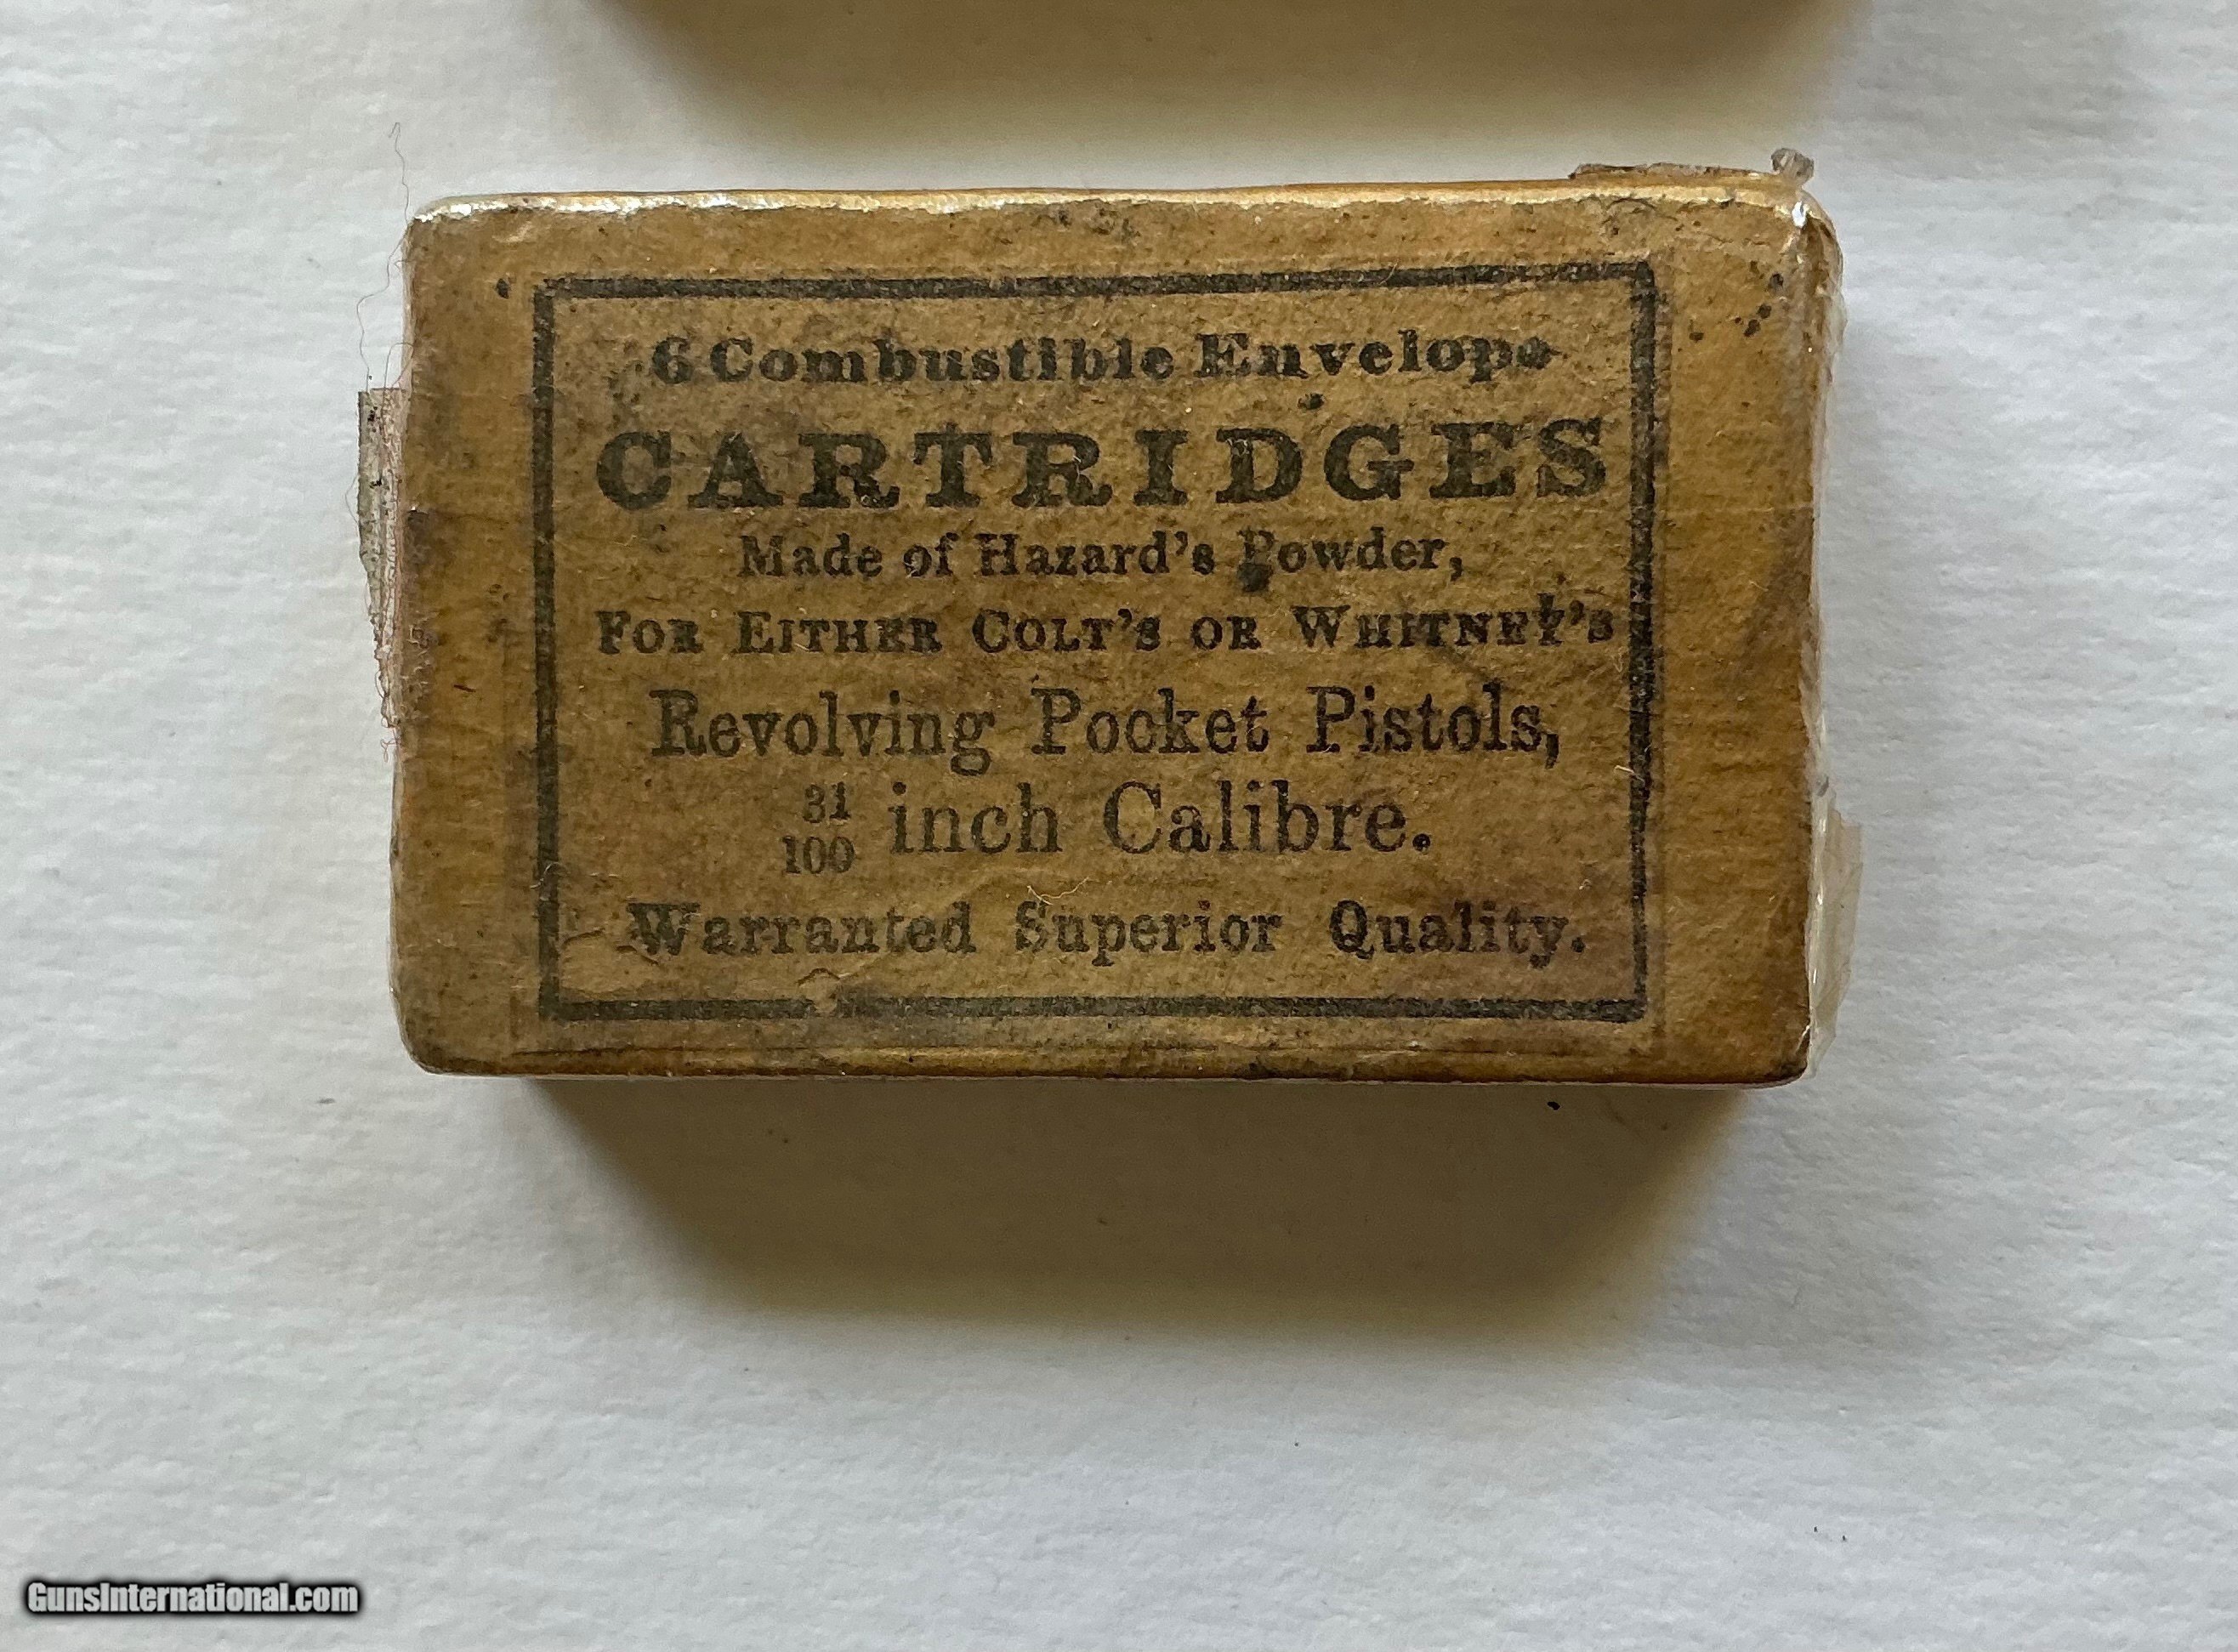 6 Combustible Envelope
CARTRIDGES
Made of Hazard's Powder,
FOR EITHER COLT'S OR WHITNEY'S
Revolving Pocket Pistols,
31/100 inch Calibre.
Warranted Superior Quality.
GunsInternational.com